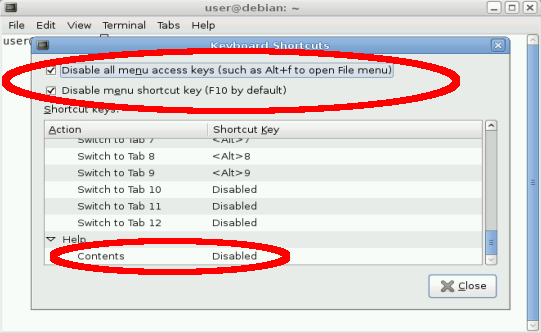 user@debian: ~
File Edit View Terminal Tabs Help
user
Keyboard Shortcuts
Disable all menu access keys (such as Alt+f to open File menu)
Disable menu shortcut key (F10 by default)
Shortcut keys:
Action Shortcut Key
Switch to Tab 7 <Alt>7
Switch to Tab 8 <Alt>8
Switch to Tab 9 <Alt>9
Switch to Tab 10 Disabled
Switch to Tab 11 Disabled
Switch to Tab 12 Disabled
Help
Contents Disabled
Close